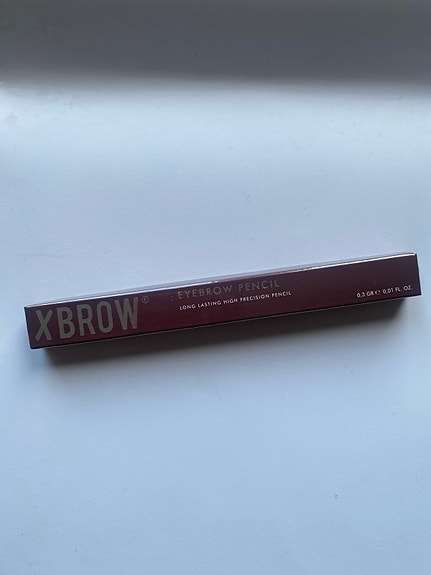 XBROW®
EYEBROW PENCIL
LONG LASTING HIGH PRECISION PENCIL
0,3 GR ℮ 0,01 FL. OZ.